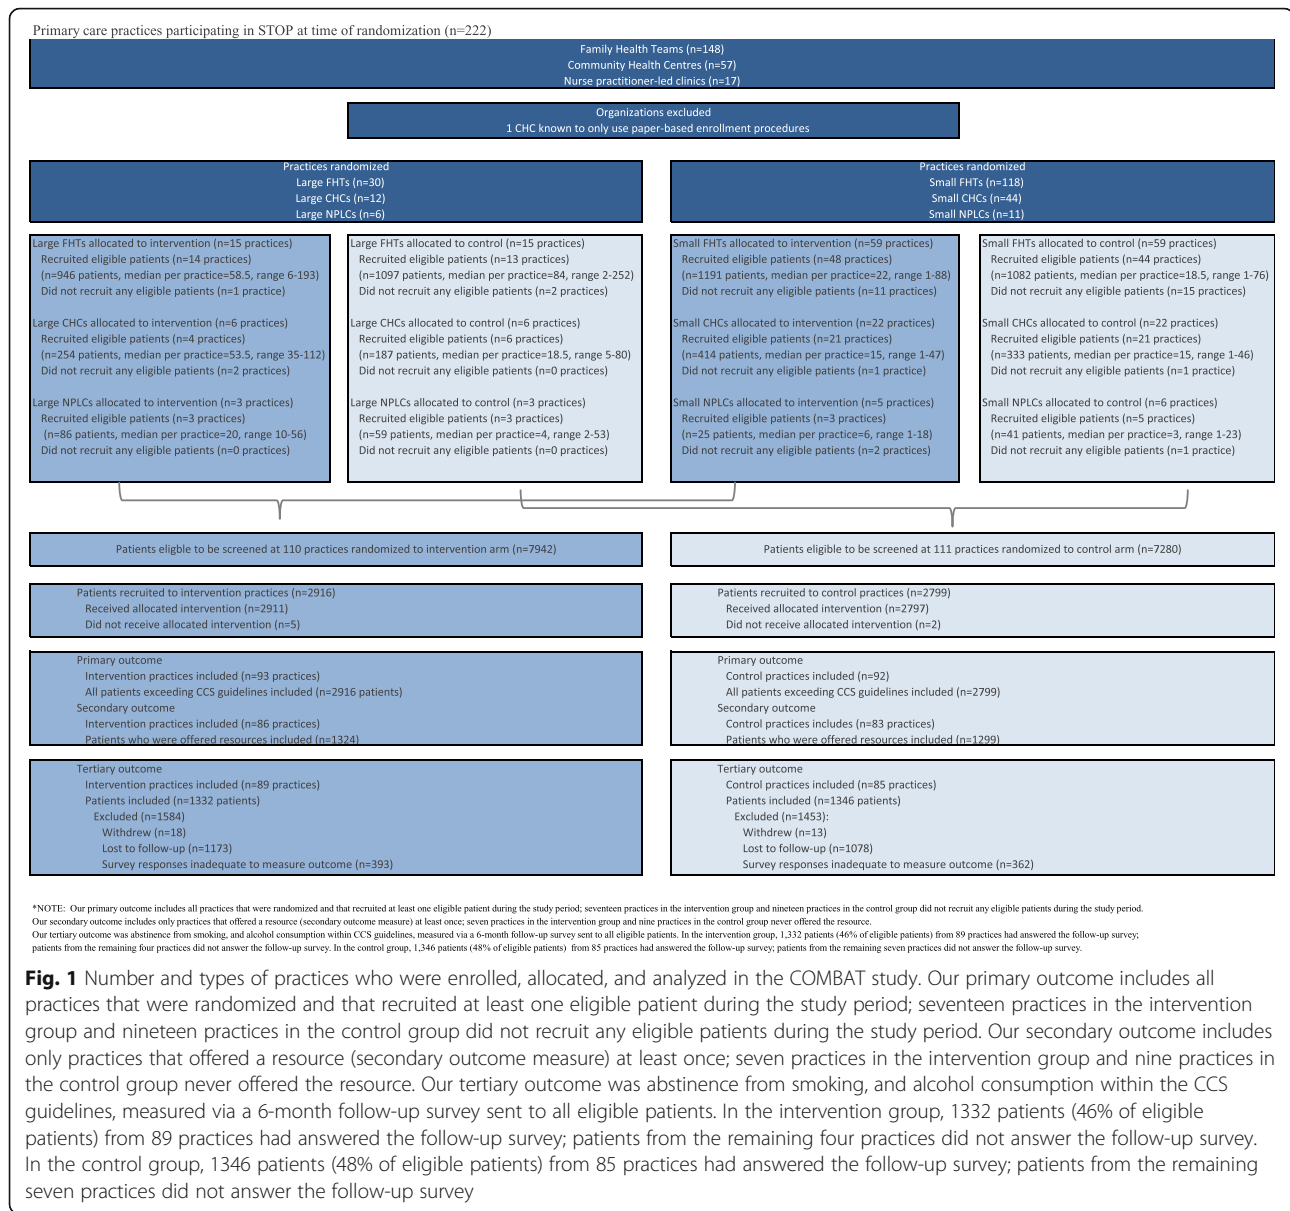 Primary care practices participating in STOP at time of randomization (n=222)
Family Health Teams (n=148)
Community Health Centres (n=57)
Nurse practitioner-led clinics (n=17)
Organizations excluded
1 CHC known to only use paper-based enrollment procedures
Practices randomized
Large FHTs (n=30)
Large CHCs (n=12)
Large NPLCs (n=6)
Practices randomized
Small FHTs (n=118)
Small CHCs (n=44)
Small NPLCs (n=11)
Large FHTs allocated to intervention (n=15 practices)
Recruited eligible patients (n=14 practices)
(n=946 patients, median per practice=58.5, range 6-193)
Did not recruit any eligible patients (n=1 practice)
Large CHCs allocated to intervention (n=6 practices)
Recruited eligible patients (n=4 practices)
(n=254 patients, median per practice=53.5, range 35-112)
Did not recruit any eligible patients (n=2 practices)
Large NPLCs allocated to intervention (n=3 practices)
Recruited eligible patients (n=3 practices)
(n=86 patients, median per practice=20, range 10-56)
Did not recruit any eligible patients (n=0 practices)
Large FHTs allocated to control (n=15 practices)
Recruited eligible patients (n=13 practices)
(n=1097 patients, median per practice=84, range 2-252)
Did not recruit any eligible patients (n=2 practices)
Large CHCs allocated to control (n=6 practices)
Recruited eligible patients (n=6 practices)
(n=187 patients, median per practice=18.5, range 5-80)
Did not recruit any eligible patients (n=0 practices)
Large NPLCs allocated to control (n=3 practices)
Recruited eligible patients (n=3 practices)
(n=59 patients, median per practice=4, range 2-53)
Did not recruit any eligible patients (n=0 practices)
Small FHTs allocated to intervention (n=59 practices)
Recruited eligible patients (n=48 practices)
(n=1191 patients, median per practice=22, range 1-88)
Did not recruit any eligible patients (n=11 practices)
Small CHCs allocated to intervention (n=22 practices)
Recruited eligible patients (n=21 practices)
(n=414 patients, median per practice=15, range 1-47)
Did not recruit any eligible patients (n=1 practice)
Small NPLCs allocated to intervention (n=5 practices)
Recruited eligible patients (n=3 practices)
(n=25 patients, median per practice=6, range 1-18)
Did not recruit any eligible patients (n=2 practices)
Small FHTs allocated to control (n=59 practices)
Recruited eligible patients (n=44 practices)
(n=1082 patients, median per practice=18.5, range 1-76)
Did not recruit any eligible patients (n=15 practices)
Small CHCs allocated to control (n=22 practices)
Recruited eligible patients (n=21 practices)
(n=333 patients, median per practice=15, range 1-46)
Did not recruit any eligible patients (n=1 practice)
Small NPLCs allocated to control (n=6 practices)
Recruited eligible patients (n=5 practices)
(n=41 patients, median per practice=3, range 1-23)
Did not recruit any eligible patients (n=1 practice)
Patients eligble to be screened at 110 practices randomized to intervention arm (n=7942)
Patients eligible to be screened at 111 practices randomized to control arm (n=7280)
Patients recruited to intervention practices (n=2916)
Received allocated intervention (n=2911)
Did not receive allocated intervention (n=5)
Patients recruited to control practices (n=2799)
Received allocated intervention (n=2797)
Did not receive allocated intervention (n=2)
Primary outcome
Intervention practices included (n=93 practices)
All patients exceeding CCS guidelines included (n=2916 patients)
Secondary outcome
Intervention practices included (n=86 practices)
Patients who were offered resources included (n=1324)
Primary outcome
Control practices included (n=92)
All patients exceeding CCS guidelines included (n=2799)
Secondary outcome
Control practices includes (n=83 practices)
Patients who were offered resources included (n=1299)
Tertiary outcome
Intervention practices included (n=89 practices)
Patients included (n=1332 patients)
Excluded (n=1584)
Withdrew (n=18)
Lost to follow-up (n=1173)
Survey responses inadequate to measure outcome (n=393)
Tertiary outcome
Control practices included (n=85 practices)
Patients included (n=1346 patients)
Excluded (n=1453):
Withdrew (n=13)
Lost to follow-up (n=1078)
Survey responses inadequate to measure outcome (n=362)
*NOTE: Our primary outcome includes all practices that were randomized and that recruited at least one eligible patient during the study period; seventeen practices in the intervention group and nineteen practices in the control group did not recruit any eligible patients during the study period.
Our secondary outcome includes only practices that offered a resource (secondary outcome measure) at least once; seven practices in the intervention group and nine practices in the control group never offered the resource.
Our tertiary outcome was abstinence from smoking, and alcohol consumption within CCS guidelines, measured via a 6-month follow-up survey sent to all eligible patients. In the intervention group, 1,332 patients (46% of eligible patients) from 89 practices had answered the follow-up survey;
patients from the remaining four practices did not answer the follow-up survey. In the control group, 1,346 patients (48% of eligible patients) from 85 practices had answered the follow-up survey; patients from the remaining seven practices did not answer the follow-up survey.
Fig. 1 Number and types of practices who were enrolled, allocated, and analyzed in the COMBAT study. Our primary outcome includes all
practices that were randomized and that recruited at least one eligible patient during the study period; seventeen practices in the intervention
group and nineteen practices in the control group did not recruit any eligible patients during the study period. Our secondary outcome includes
only practices that offered a resource (secondary outcome measure) at least once; seven practices in the intervention group and nine practices in
the control group never offered the resource. Our tertiary outcome was abstinence from smoking, and alcohol consumption within the CCS
guidelines, measured via a 6-month follow-up survey sent to all eligible patients. In the intervention group, 1332 patients (46% of eligible
patients) from 89 practices had answered the follow-up survey; patients from the remaining four practices did not answer the follow-up survey.
In the control group, 1346 patients (48% of eligible patients) from 85 practices had answered the follow-up survey; patients from the remaining
seven practices did not answer the follow-up survey